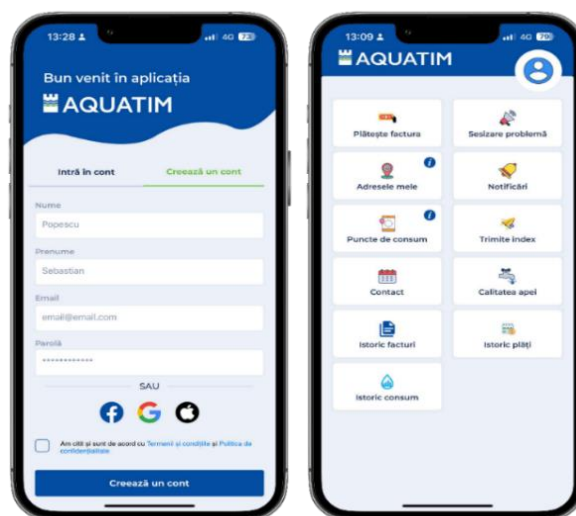 13:28
4G 73
Bun venit în aplicația
AQUATIM
Intră în cont
Creează un cont
Nume
Popescu
Prenume
Sebastian
Email
email@email.com
Parolă
------------
SAU
Am citit și sunt de acord cu Termenii și condițiile și Politica de
confidențialitate
Creează un cont
13:09
4G 76
AQUATIM
Plătește factura
Sesizare problemă
Adresele mele
Notificări
Puncte de consum
Trimite index
Contact
Calitatea apei
Istoric facturi
Istoric plăți
Istoric consum